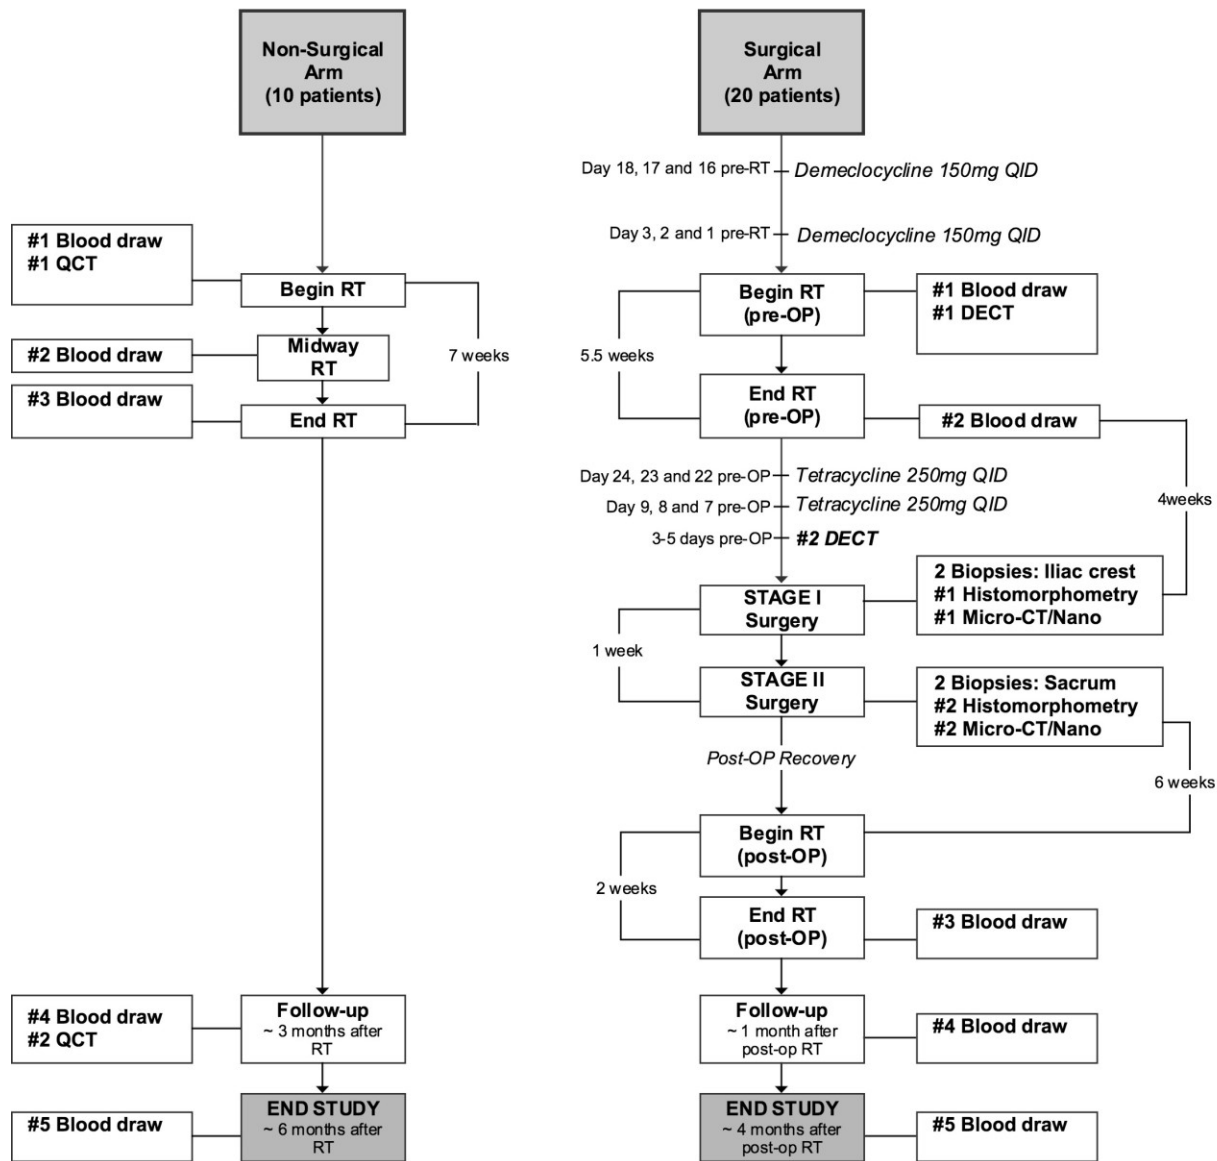 Non-Surgical
Arm
(10 patients)
#1 Blood draw
#1 QCT
Begin RT
#2 Blood draw
Midway
RT
7 weeks
#3 Blood draw
End RT
#4 Blood draw
#2 QCT
Follow-up
~ 3 months after
RT
#5 Blood draw
END STUDY
~ 6 months after
RT
Surgical
Arm
(20 patients)
Day 18, 17 and 16 pre-RT
Demeclocycline 150mg QID
Day 3, 2 and 1 pre-RT
Demeclocycline 150mg QID
Begin RT
(pre-OP)
#1 Blood draw
#1 DECT
5.5 weeks
End RT
(pre-OP)
#2 Blood draw
Day 24, 23 and 22 pre-OP
Tetracycline 250mg QID
Day 9, 8 and 7 pre-OP
Tetracycline 250mg QID
4weeks
3-5 days pre-OP
#2 DECT
STAGE I
Surgery
2 Biopsies: Iliac crest
#1 Histomorphometry
#1 Micro-CT/Nano
1 week
STAGE II
Surgery
2 Biopsies: Sacrum
#2 Histomorphometry
#2 Micro-CT/Nano
Post-OP Recovery
6 weeks
Begin RT
(post-OP)
2 weeks
End RT
(post-OP)
#3 Blood draw
Follow-up
~ 1 month after
post-op RT
#4 Blood draw
END STUDY
~ 4 months after
post-op RT
#5 Blood draw